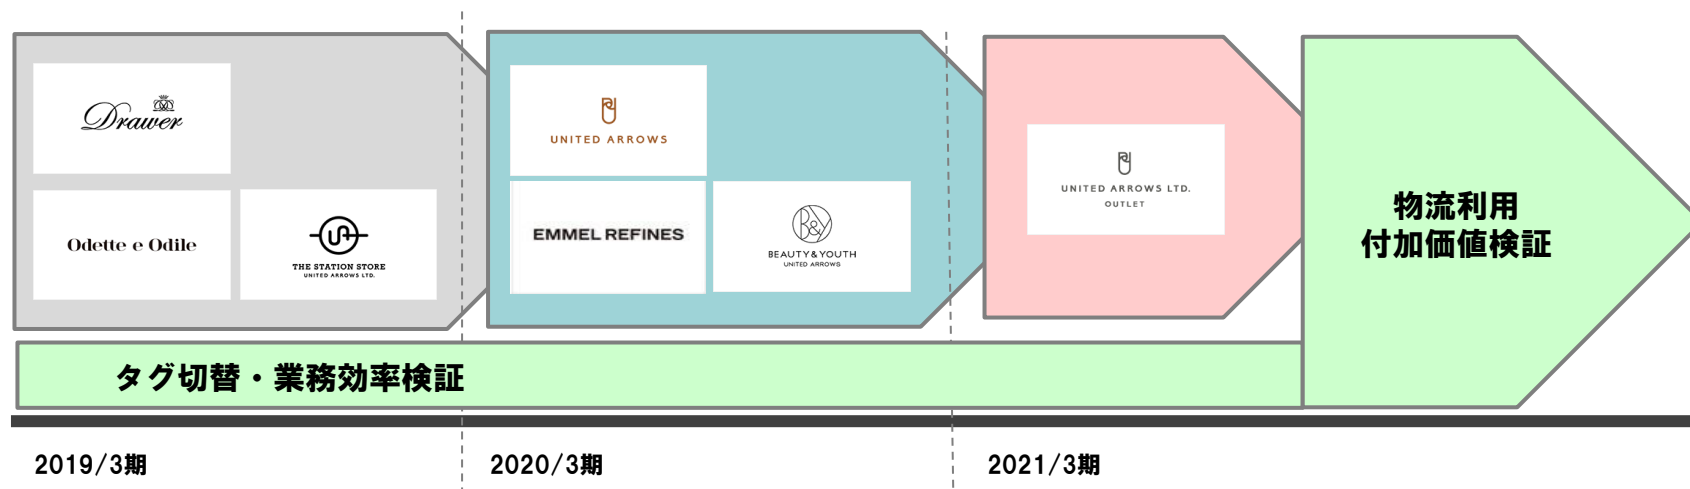 Drawer
Odette e Odile
THE STATION STORE
UNITED ARROWS LTD.
UNITED ARROWS
EMMEL REFINES
B&Y
BEAUTY&YOUTH
UNITED ARROWS
UNITED ARROWS LTD.
OUTLET
物流利用
付加価値検証
タグ切替・業務効率検証
2019/3期
2020/3期
2021/3期